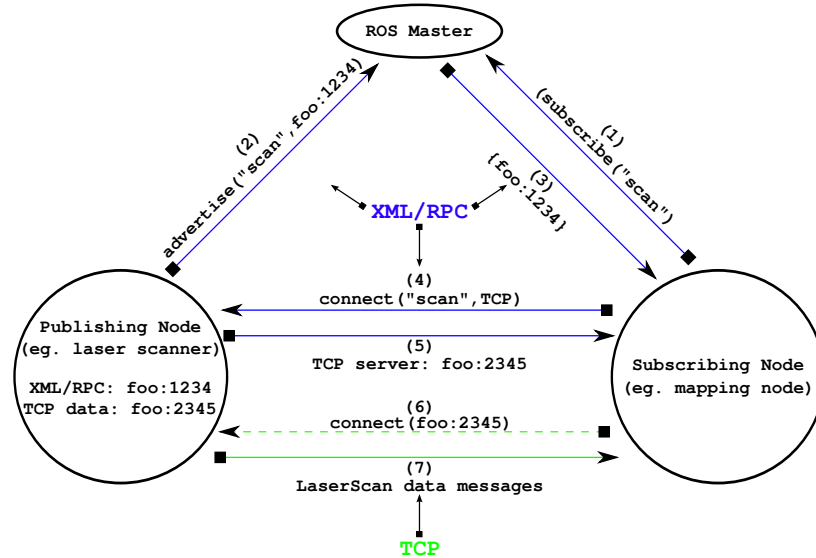 ROS Master
(2)
advertise("scan",foo:1234)
(1)
(subscribe("scan")
(3)
{foo:1234}
XML/RPC
(4)
connect("scan",TCP)
Publishing Node
(eg. laser scanner)
XML/RPC: foo:1234
TCP data: foo:2345
(5)
TCP server: foo:2345
Subscribing Node
(eg. mapping node)
(6)
connect(foo:2345)
(7)
LaserScan data messages
TCP